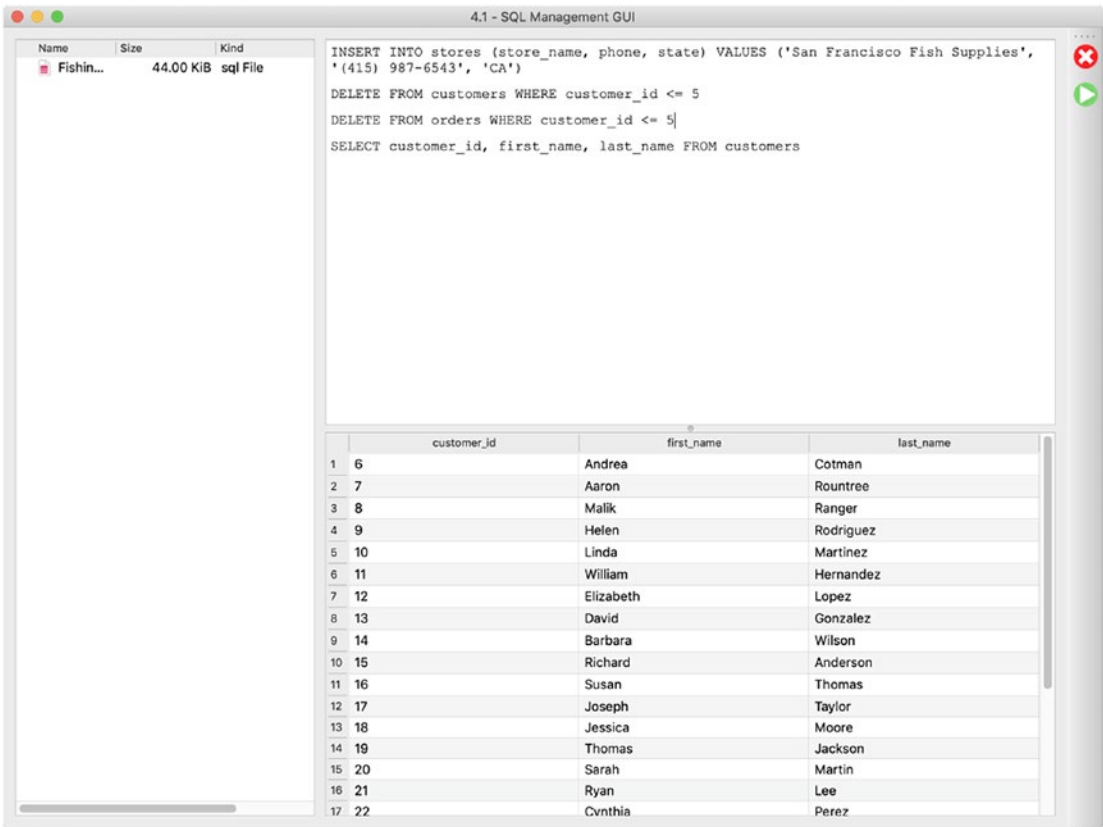 4.1 - SQL Management GUI
Name Size Kind
Fishin... 44.00 KiB sql File
INSERT INTO stores (store_name, phone, state) VALUES ('San Francisco Fish Supplies',
'(415) 987-6543', 'CA')
DELETE FROM customers WHERE customer_id <= 5
DELETE FROM orders WHERE customer_id <= 5
SELECT customer_id, first_name, last_name FROM customers
customer_id first_name last_name
1 6 Andrea Cotman
2 7 Aaron Rountree
3 8 Malik Ranger
4 9 Helen Rodriguez
5 10 Linda Martinez
6 11 William Hernandez
7 12 Elizabeth Lopez
8 13 David Gonzalez
9 14 Barbara Wilson
10 15 Richard Anderson
11 16 Susan Thomas
12 17 Joseph Taylor
13 18 Jessica Moore
14 19 Thomas Jackson
15 20 Sarah Martin
16 21 Ryan Lee
17 22 Cynthia Perez